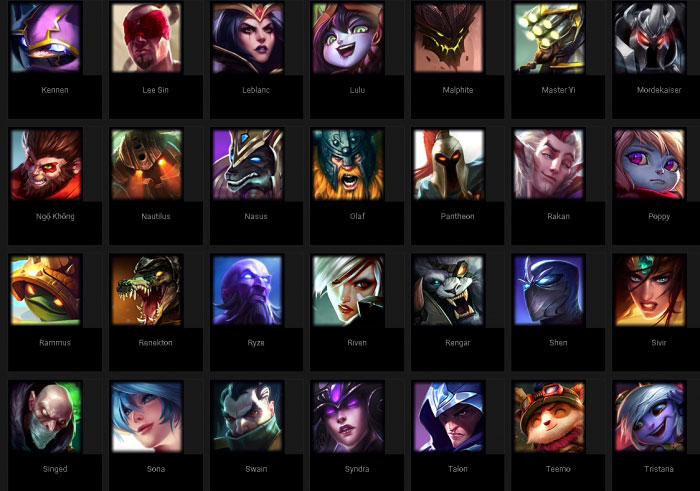 Kennen
Lee Sin
Leblanc
Lulu
Malphite
Master Yi
Mordekaiser
Ngộ Không
Nautilus
Nasus
Olaf
Pantheon
Rakan
Poppy
Rammus
Renekton
Ryze
Riven
Rengar
Shen
Sivir
Singed
Sona
Swain
Syndra
Talon
Teemo
Tristana